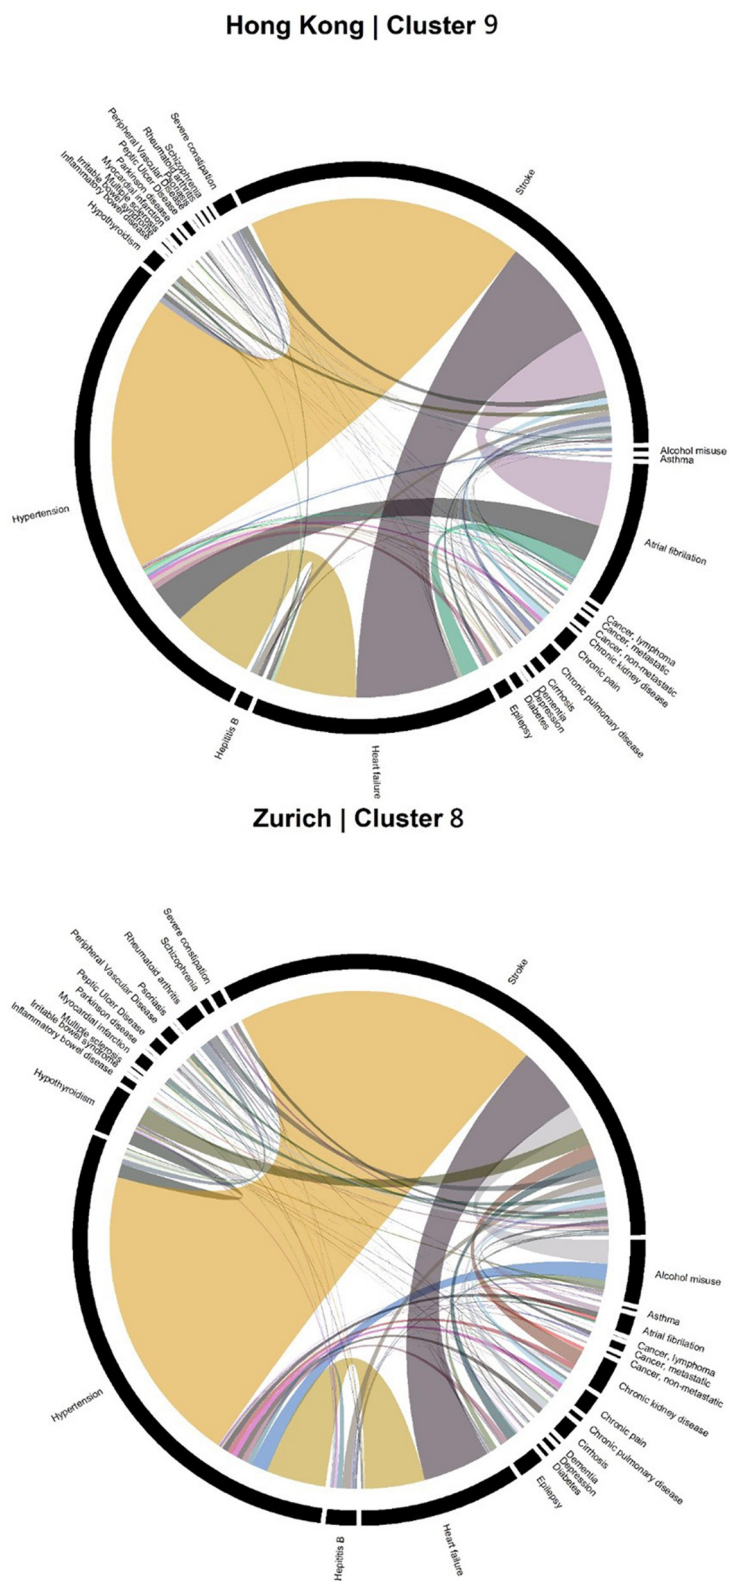 Hong Kong | Cluster 9
Severe constipation
Schizophrenia
Rheumatoid arthritis
Psoriasis
Peripheral Vascular Disease
Peptic Ulcer Disease
Parkinson disease
Myocardial infarction
Multiple sclerosis
Irritable bowel syndrome
Inflammatory bowel disease
Hypothyroidism
Hypertension
Hepititis B
Heart failure
Stroke
Alcohol misuse
Asthma
Atrial fibrilation
Cancer, lymphoma
Cancer, metastatic
Cancer, non-metastatic
Chronic kidney disease
Chronic pain
Chronic pulmonary disease
Cirrhosis
Dementia
Depression
Diabetes
Epilepsy
Zurich | Cluster 8
Severe constipation
Schizophrenia
Rheumatoid arthritis
Psoriasis
Peripheral Vascular Disease
Peptic Ulcer Disease
Parkinson disease
Myocardial infarction
Multiple sclerosis
Irritable bowel syndrome
Inflammatory bowel disease
Hypothyroidism
Hypertension
Hepititis B
Heart failure
Stroke
Alcohol misuse
Asthma
Atrial fibrilation
Cancer, lymphoma
Cancer, metastatic
Cancer, non-metastatic
Chronic kidney disease
Chronic pain
Chronic pulmonary disease
Cirrhosis
Dementia
Depression
Diabetes
Epilepsy